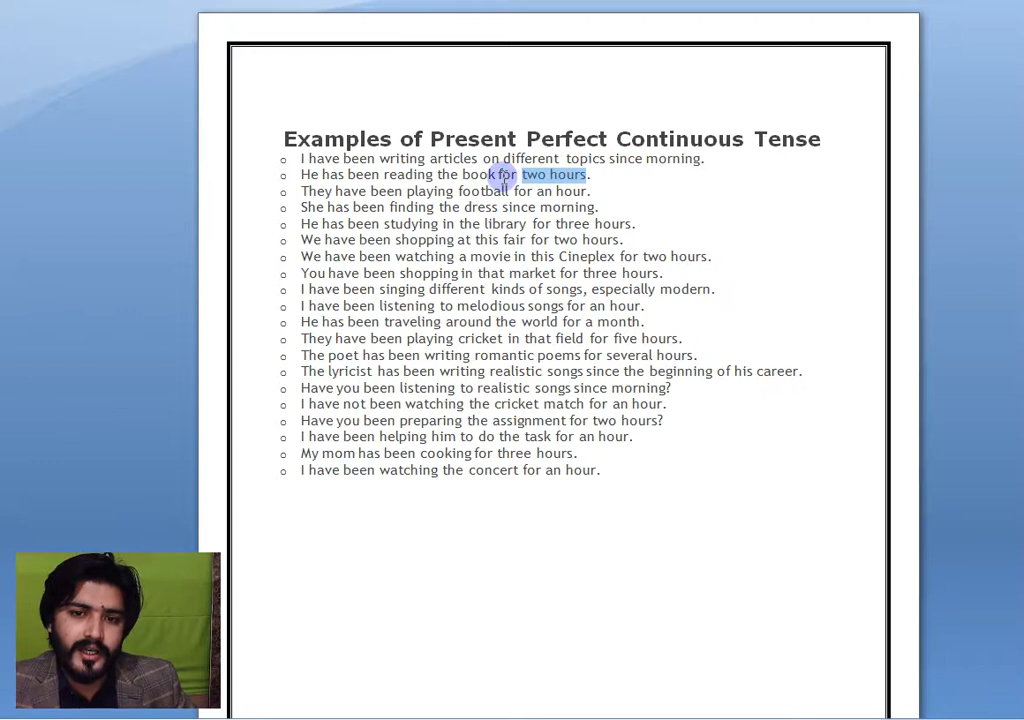 Examples of Present Perfect Continuous Tense
I have been writing articles on different topics since morning.
He has been reading the book for two hours.
They have been playing football for an hour.
She has been finding the dress since morning.
He has been studying in the library for three hours.
We have been shopping at this fair for two hours.
We have been watching a movie in this Cineplex for two hours.
You have been shopping in that market for three hours.
I have been singing different kinds of songs, especially modern.
I have been listening to melodious songs for an hour.
He has been traveling around the world for a month.
They have been playing cricket in that field for five hours.
The poet has been writing romantic poems for several hours.
The lyricist has been writing realistic songs since the beginning of his career.
Have you been listening to realistic songs since morning?
I have not been watching the cricket match for an hour.
Have you been preparing the assignment for two hours?
I have been helping him to do the task for an hour.
My mom has been cooking for three hours.
I have been watching the concert for an hour.